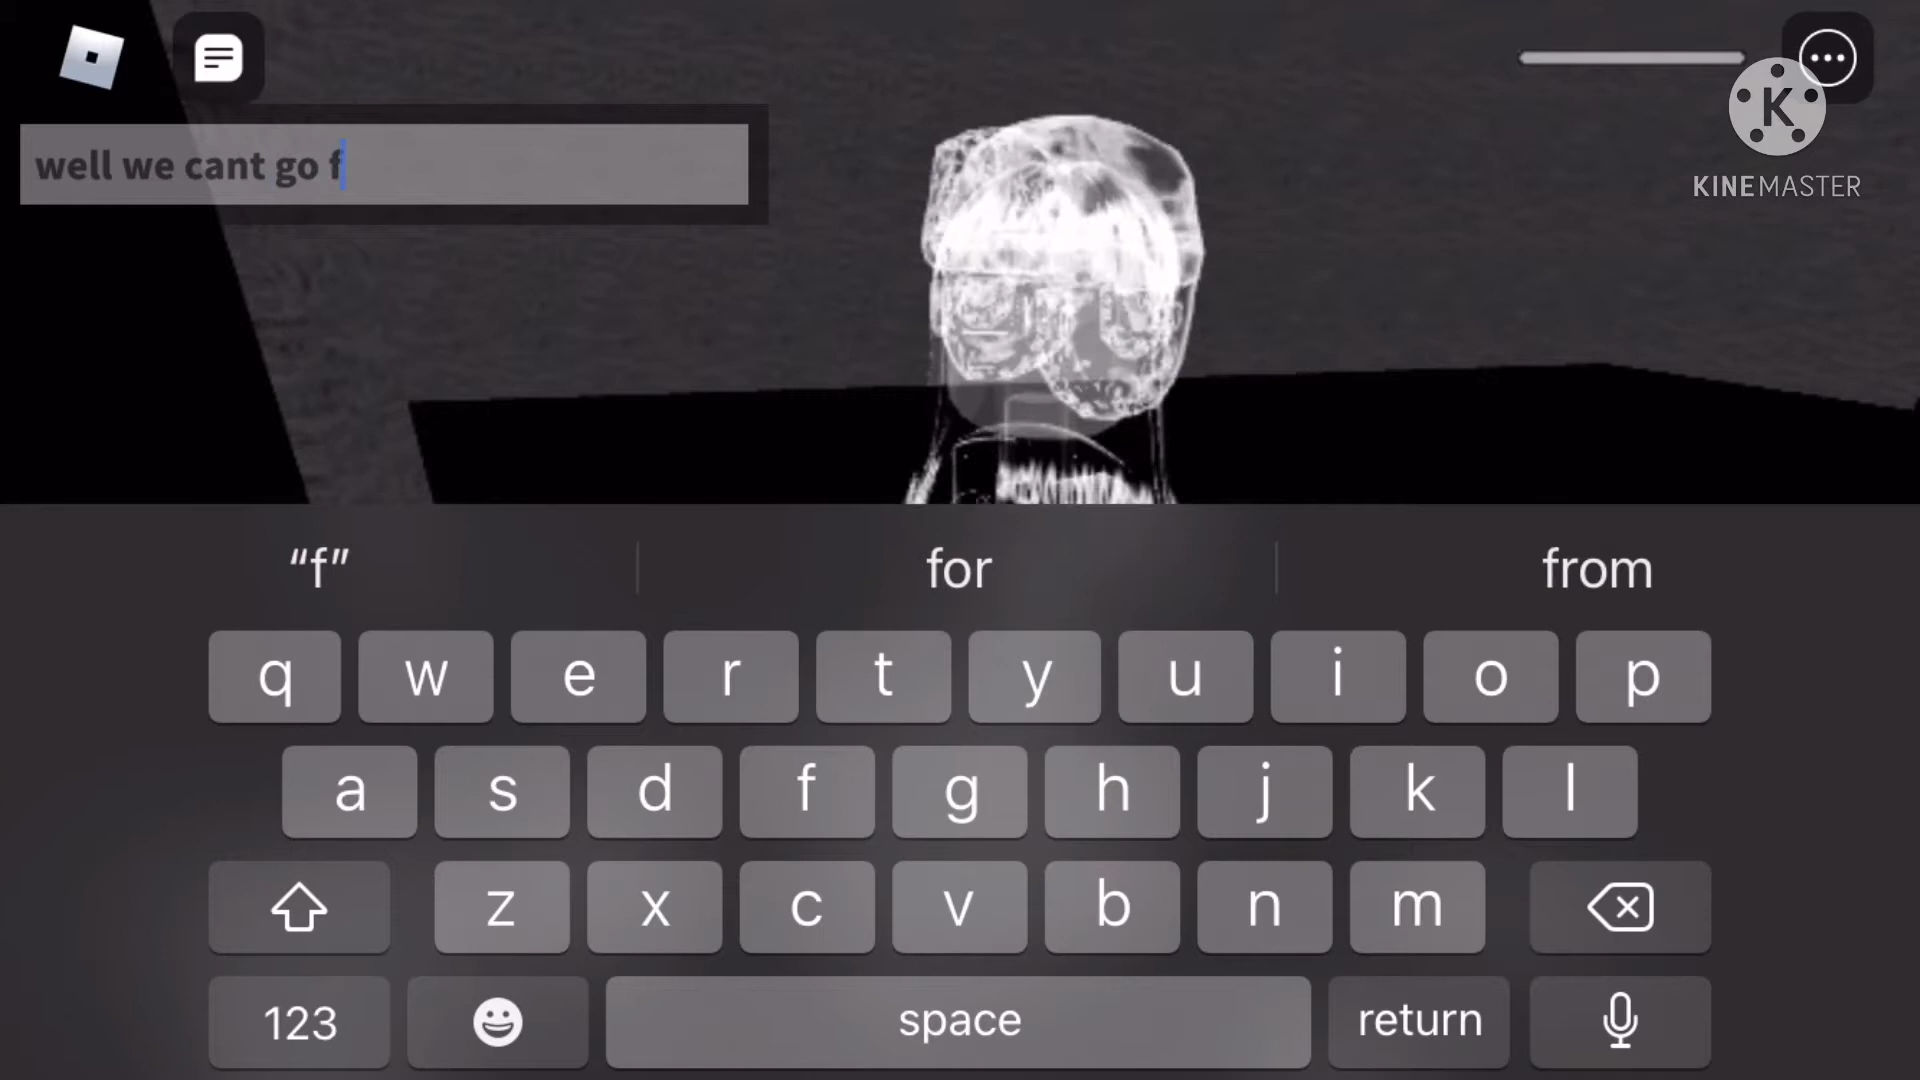 well we cant go f
K
KINEMASTER
“f” for from
q w e r t y u i o p
a s d f g h j k l
z x c v b n m
123 space return